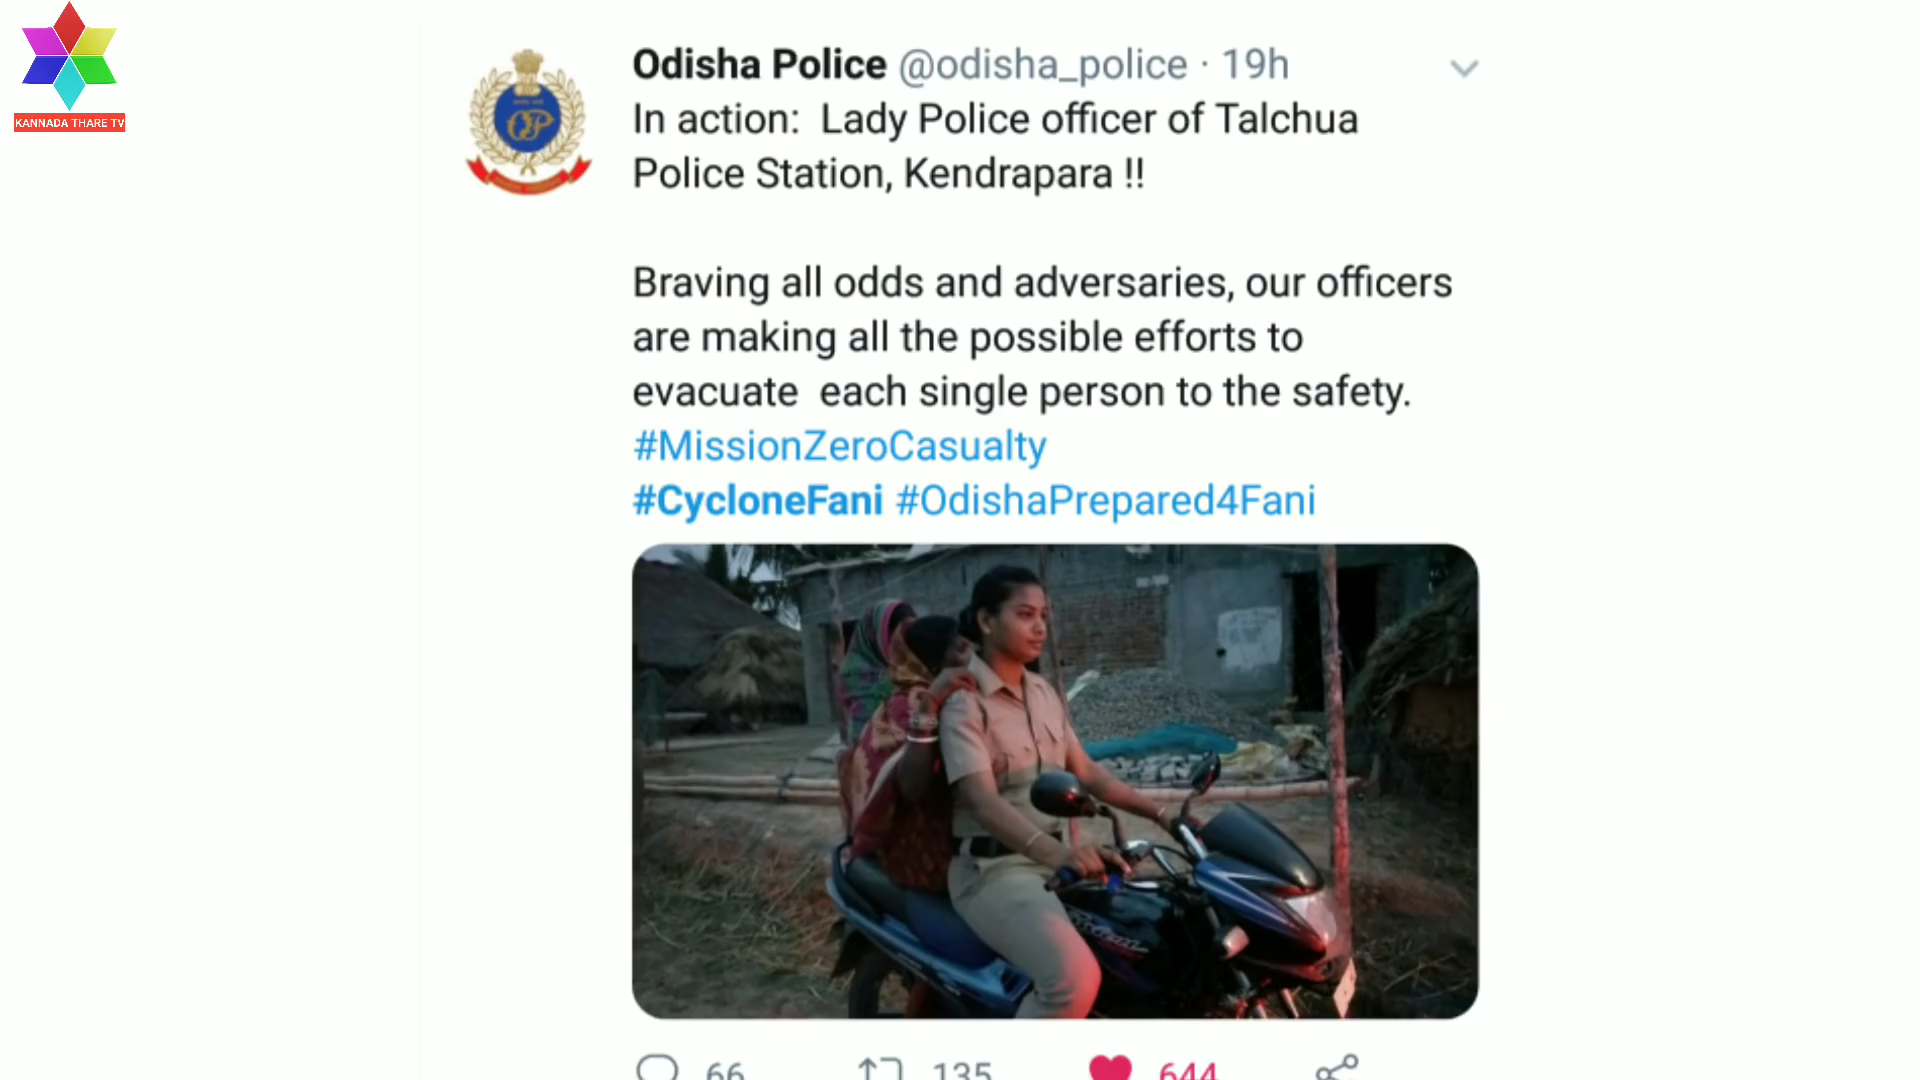 KANNADA THARE TV
Odisha Police @odisha_police · 19h
In action:  Lady Police officer of Talchua
Police Station, Kendrapara !!
Braving all odds and adversaries, our officers
are making all the possible efforts to
evacuate  each single person to the safety.
#MissionZeroCasualty
#CycloneFani #OdishaPrepared4Fani
66 135 644